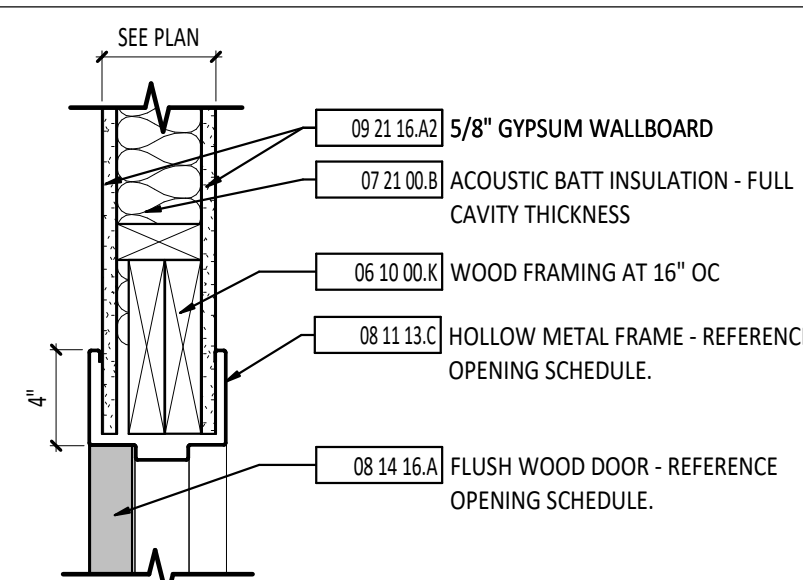 SEE PLAN
09 21 16.A2 5/8" GYPSUM WALLBOARD
07 21 00.B ACOUSTIC BATT INSULATION - FULL
CAVITY THICKNESS
06 10 00.K WOOD FRAMING AT 16" OC
08 11 13.C HOLLOW METAL FRAME - REFERENC
OPENING SCHEDULE.
4"
08 14 16.A FLUSH WOOD DOOR - REFERENCE
OPENING SCHEDULE.